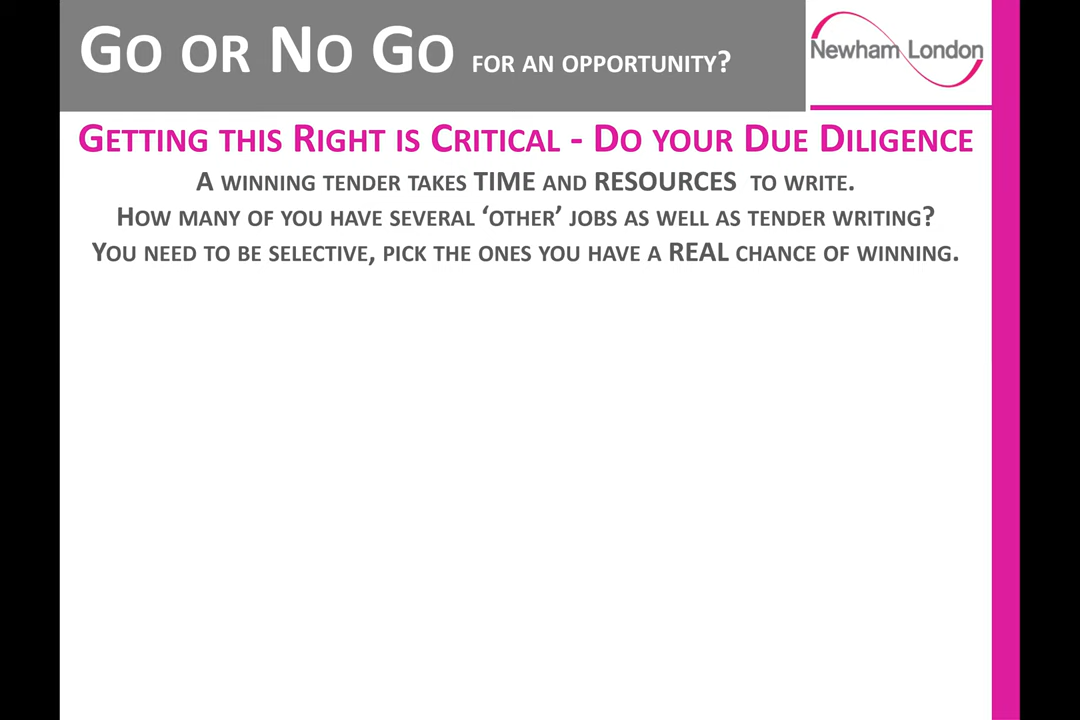 GO OR NO GO FOR AN OPPORTUNITY?
Newham London
GETTING THIS RIGHT IS CRITICAL - DO YOUR DUE DILIGENCE
A WINNING TENDER TAKES TIME AND RESOURCES TO WRITE.
HOW MANY OF YOU HAVE SEVERAL ‘OTHER’ JOBS AS WELL AS TENDER WRITING?
YOU NEED TO BE SELECTIVE, PICK THE ONES YOU HAVE A REAL CHANCE OF WINNING.